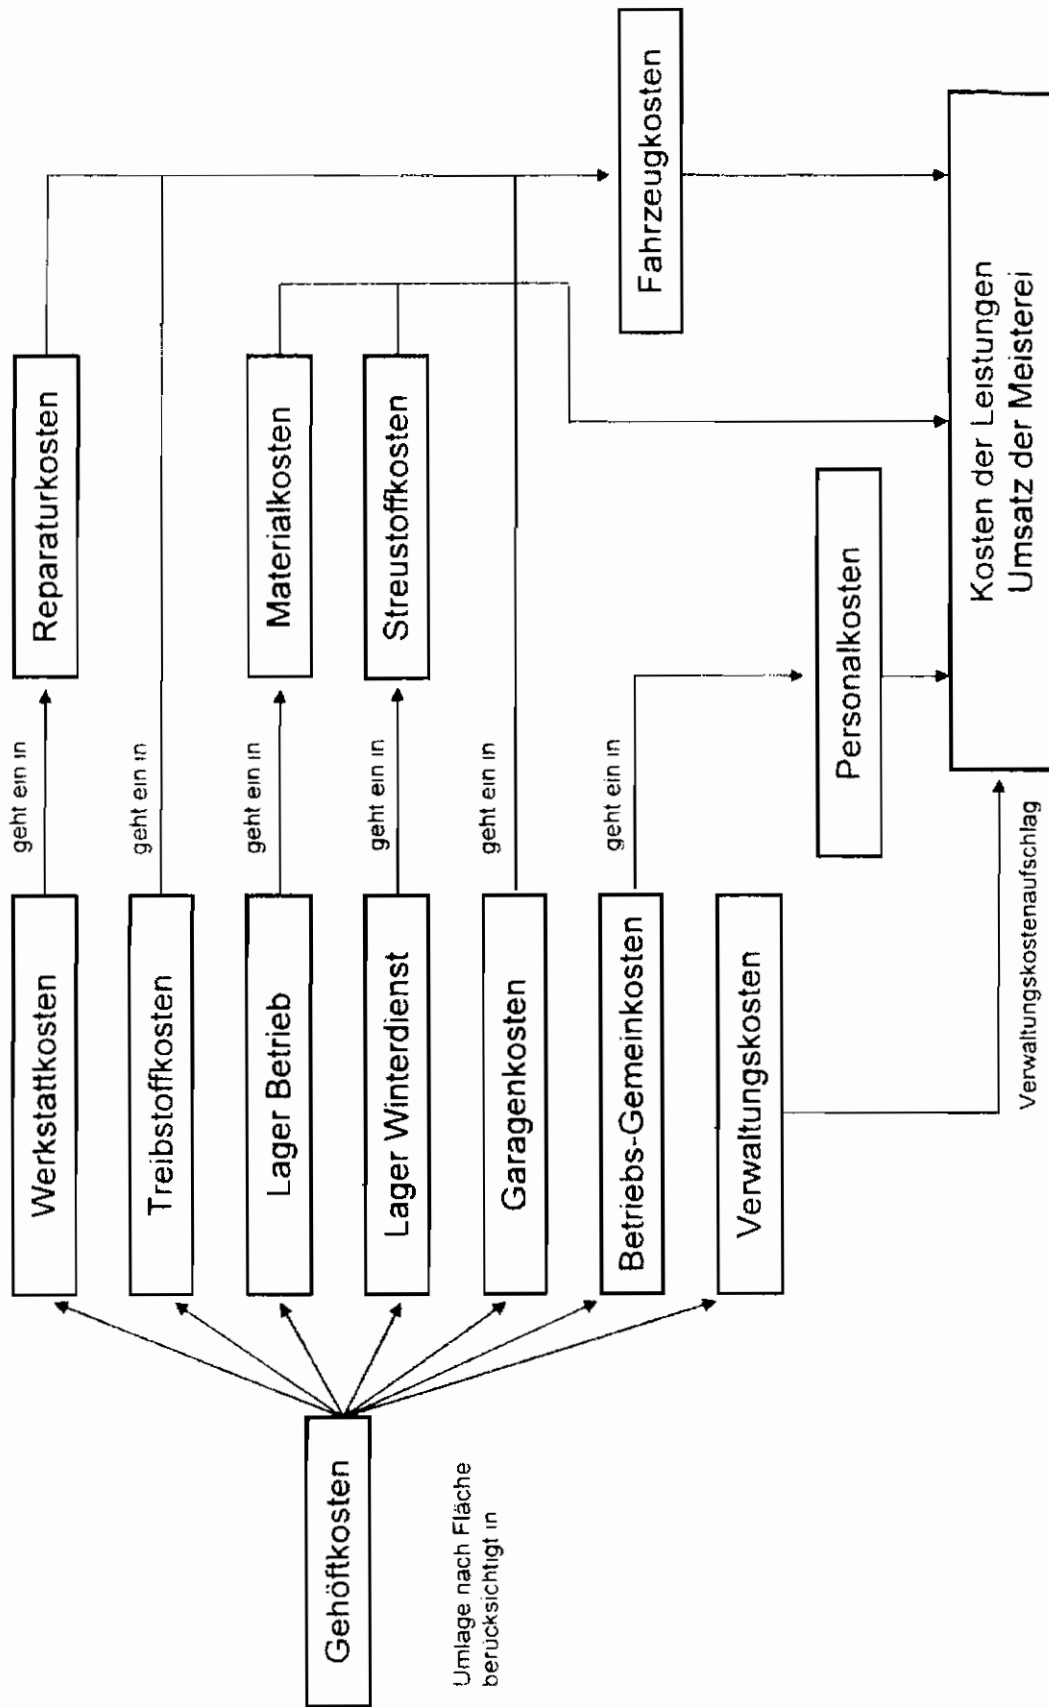 Gehöftkosten
Umlage nach Fläche
berücksichtigt in
Werkstattkosten
geht ein in
Reparaturkosten
Treibstoffkosten
geht ein in
Lager Betrieb
geht ein in
Materialkosten
Lager Winterdienst
geht ein in
Streustoffkosten
Garagenkosten
geht ein in
Betriebs-Gemeinkosten
geht ein in
Verwaltungskosten
Fahrzeugkosten
Personalkosten
Verwaltungskostenaufschlag
Kosten der Leistungen
Umsatz der Meisterei